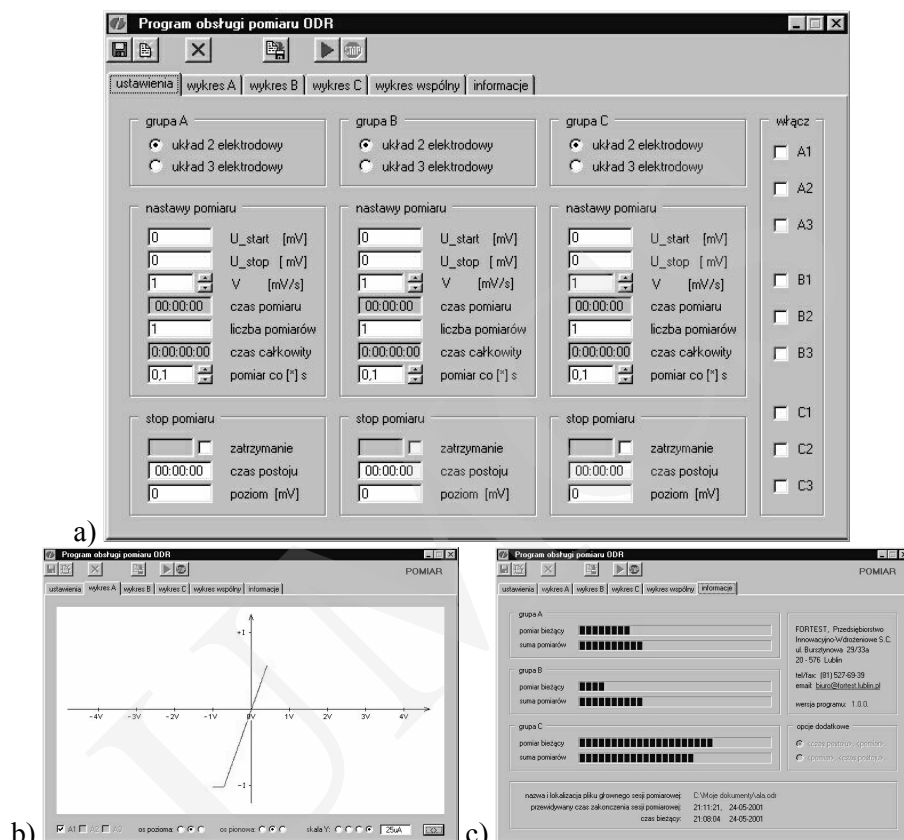 Program obsługi pomiaru ODR
STOP
ustawienia wykres A wykres B wykres C wykres wspólny informacje
grupa A grupa B grupa C włącz
układ 2 elektrodowy układ 2 elektrodowy układ 2 elektrodowy A1
układ 3 elektrodowy układ 3 elektrodowy układ 3 elektrodowy A2
nastawy pomiaru nastawy pomiaru nastawy pomiaru A3
0 U_start [mV] 0 U_start [mV] 0 U_start [mV]
0 U_stop [ mV] 0 U_stop [ mV] 0 U_stop [ mV]
1 V [mV/s] 1 V [mV/s] 1 V [mV/s] B1
00:00:00 czas pomiaru 00:00:00 czas pomiaru 00:00:00 czas pomiaru
1 liczba pomiarów 1 liczba pomiarów 1 liczba pomiarów B2
0:00:00:00 czas całkowity 0:00:00:00 czas całkowity 0:00:00:00 czas całkowity B3
0,1 pomiar co [*] s 0,1 pomiar co [*] s 0,1 pomiar co [*] s
stop pomiaru stop pomiaru stop pomiaru C1
zatrzymanie zatrzymanie zatrzymanie C2
00:00:00 czas postoju 00:00:00 czas postoju 00:00:00 czas postoju
0 poziom [mV] 0 poziom [mV] 0 poziom [mV] C3
a)
Program obsługi pomiaru ODR
POMIAR
ustawienia wykres A wykres B wykres C wykres wspólny informacje
+I
-4V -3V -2V -1V 0V 1V 2V 3V 4V
-I
A1 A2 A3 os pozioma: os pionowa: skala Y: 25uA
b)
Program obsługi pomiaru ODR
POMIAR
ustawienia wykres A wykres B wykres C wykres wspólny informacje
grupa A
pomiar bieżący
suma pomiarów
grupa B
pomiar bieżący
suma pomiarów
grupa C
pomiar bieżący
suma pomiarów
FORTEST, Przedsiębiorstwo
Innowacyjno-Wdrożeniowe S.C.
ul. Bursztynowa 29/33a
20 - 576 Lublin
tel/fax: (81) 527-69-39
email: biuro@fortest.lublin.pl
wersja programu: 1.0.0.
opcje dodatkowe
nazwa i lokalizacja pliku głownego sesji pomiarowej: C:\Moje dokumenty\ala.odr
przewidywany czas zakonczenia sesji pomiarowej: 21:11:21, 24-05-2001
czas bieżący: 21:08:04 24-05-2001
c)